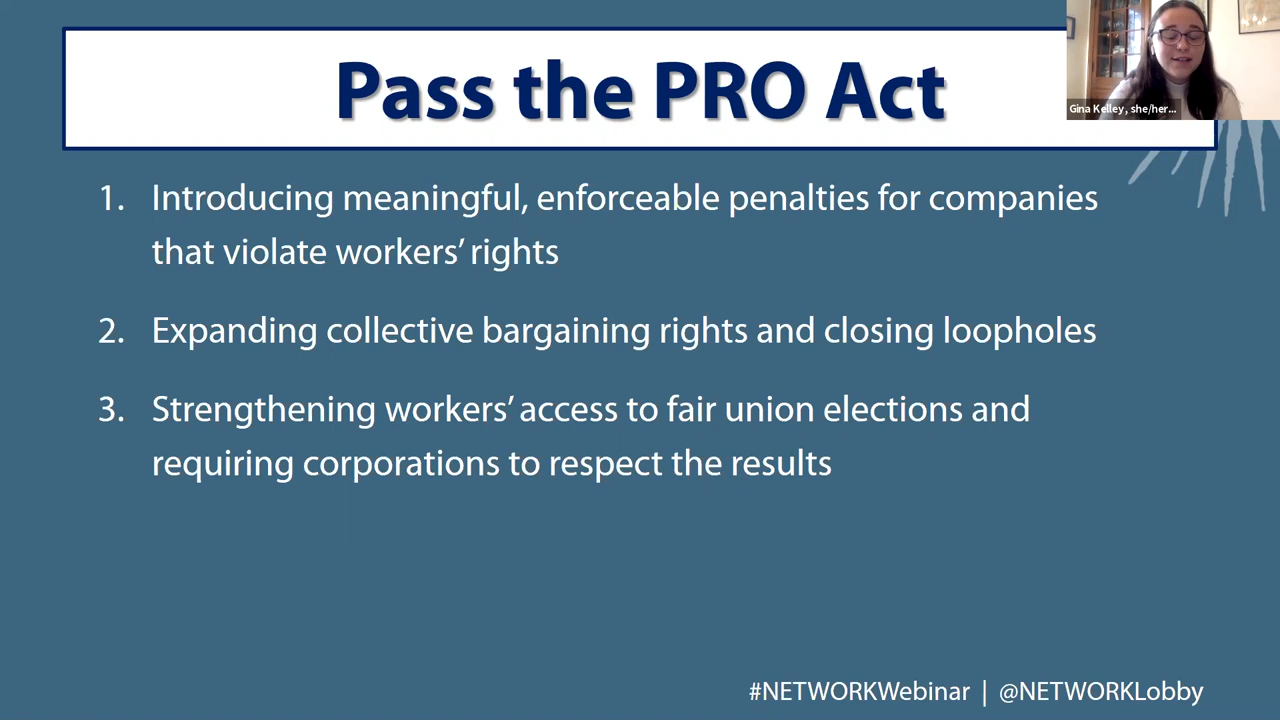 Pass the PRO Act
Gina Kelley, she/her...
1. Introducing meaningful, enforceable penalties for companies
that violate workers’ rights
2. Expanding collective bargaining rights and closing loopholes
3. Strengthening workers’ access to fair union elections and
requiring corporations to respect the results
#NETWORKWebinar | @NETWORKLobby